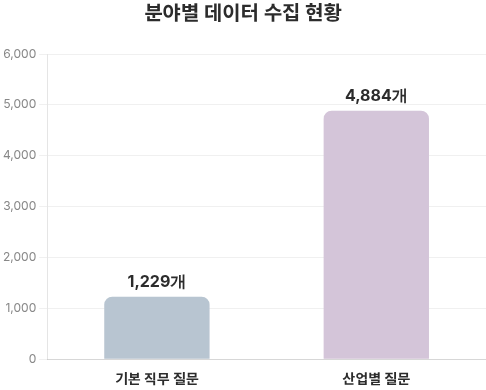 분야별 데이터 수집 현황
6,000
5,000
4,884개
4,000
3,000
2,000
1,229개
1,000
0
기본 직무 질문
산업별 질문